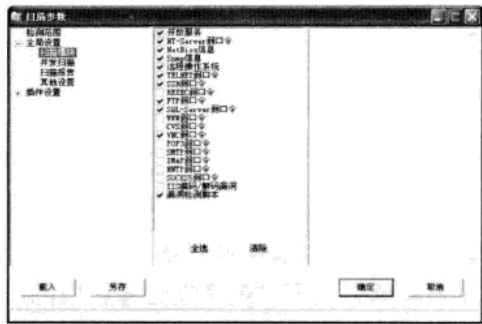 扫描参数
检测范围
全局设置
扫描模块
并发扫描
扫描报告
其他设置
插件设置
开放服务
NT-Server弱口令
NetBios信息
Snmp信息
远程操作系统
TELNET弱口令
SSH弱口令
REXEC弱口令
FTP弱口令
SQL-Server弱口令
WWW弱口令
CVS弱口令
VNC弱口令
POP3弱口令
SMTP弱口令
IMAP弱口令
NNTP弱口令
SOCKS5弱口令
IIS编码/解码漏洞
漏洞检测脚本
全选 清除
载入 另存 确定 取消